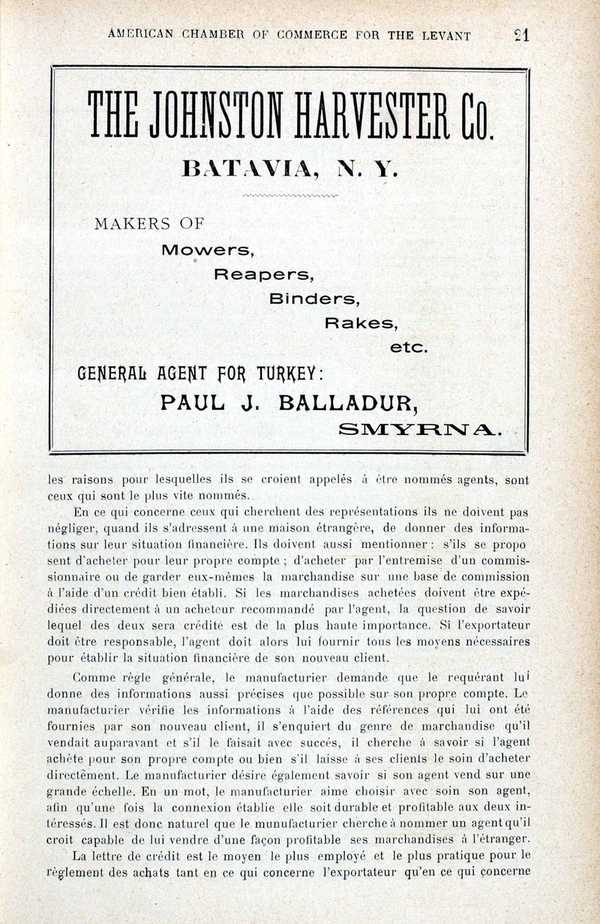 AMERICAN CHAMBER OF COMMERCE FOR THE LEVANT 21
THE JOHNSTON HARVESTER Co.
BATAVIA, N. Y.
MAKERS OF
Mowers,
Reapers,
Binders,
Rakes,
etc.
GENERAL AGENT FOR TURKEY:
PAUL J. BALLADUR,
SMYRNA.
les raisons pour lesquelles ils se croient appelés à être nommés agents, sont
ceux qui sont le plus vite nommés.
En ce qui concerne ceux qui cherchent des représentations ils ne doivent pas
négliger, quand ils s'adressent à une maison étrangère, de donner des informa-
tions sur leur situation financière. Ils doivent aussi mentionner : s'ils se propo
sent d'acheter pour leur propre compte ; d'acheter par l'entremise d'un commis-
sionnaire ou de garder eux-mêmes la marchandise sur une base de commission
à l'aide d'un crédit bien établi. Si les marchandises achetées doivent être expé-
diées directement à un acheteur recommandé par l'agent, la question de savoir
lequel des deux sera crédité est de la plus haute importance. Si l'exportateur
doit être responsable, l'agent doit alors lui fournir tous les moyens nécessaires
pour établir la situation financière de son nouveau client.
Comme règle générale, le manufacturier demande que le requérant lui
donne des informations aussi précises que possible sur son propre compte. Le
manufacturier vérifie les informations à l'aide des références qui lui ont été
fournies par son nouveau client, il s'enquiert du genre de marchandise qu'il
vendait auparavant et s'il le faisait avec succès, il cherche à savoir si l'agent
achète pour son propre compte ou bien s'il laisse à ses clients le soin d'acheter
directement. Le manufacturier désire également savoir si son agent vend sur une
grande échelle. En un mot, le manufacturier aime choisir avec soin son agent,
afin qu'une fois la connexion établie elle soit durable et profitable aux deux in-
téressés. Il est donc naturel que le munufacturier cherche à nommer un agent qu'il
croit capable de lui vendre d'une façon profitable ses marchandises à l'étranger.
La lettre de crédit est le moyen le plus employé et le plus pratique pour le
règlement des achats tant en ce qui concerne l'exportateur qu'en ce qui concerne